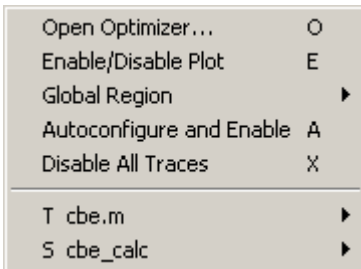 Open Optimizer... O
Enable/Disable Plot E
Global Region
Autoconfigure and Enable A
Disable All Traces X
T cbe.m
S cbe_calc